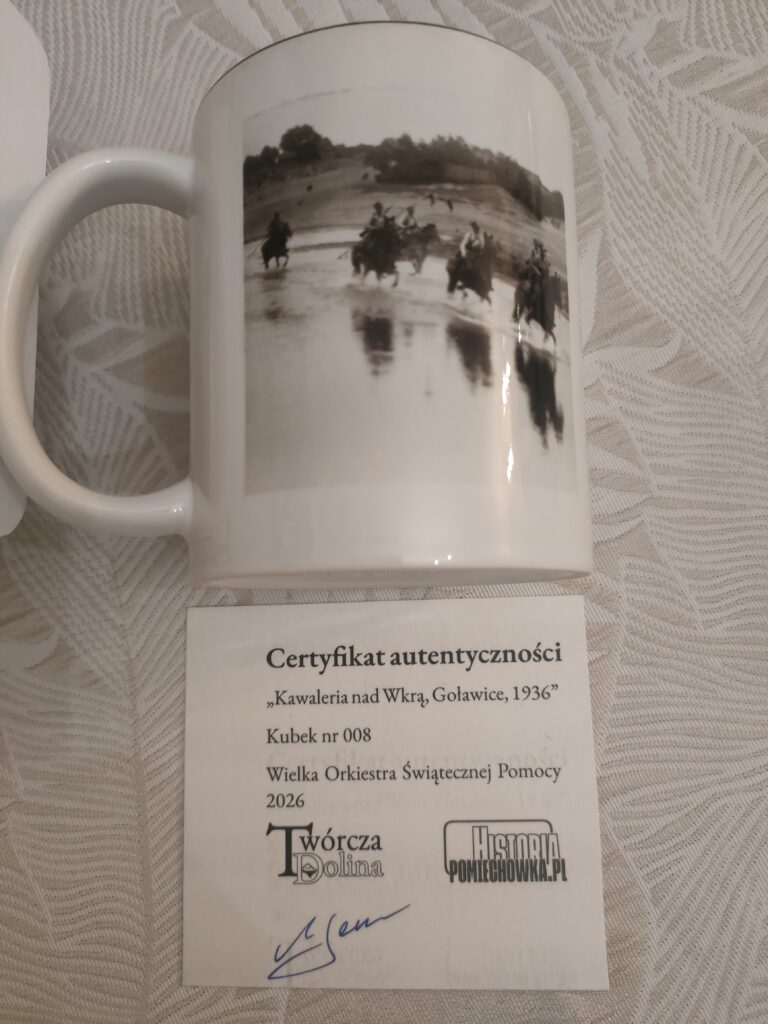 Certyfikat autentyczności
„Kawaleria nad Wkrą, Goławice, 1936”
Kubek nr 008
Wielka Orkiestra Świątecznej Pomocy
2026
Twórcza
Dolina
HISTORIA
POMIECHÓWKA.PL